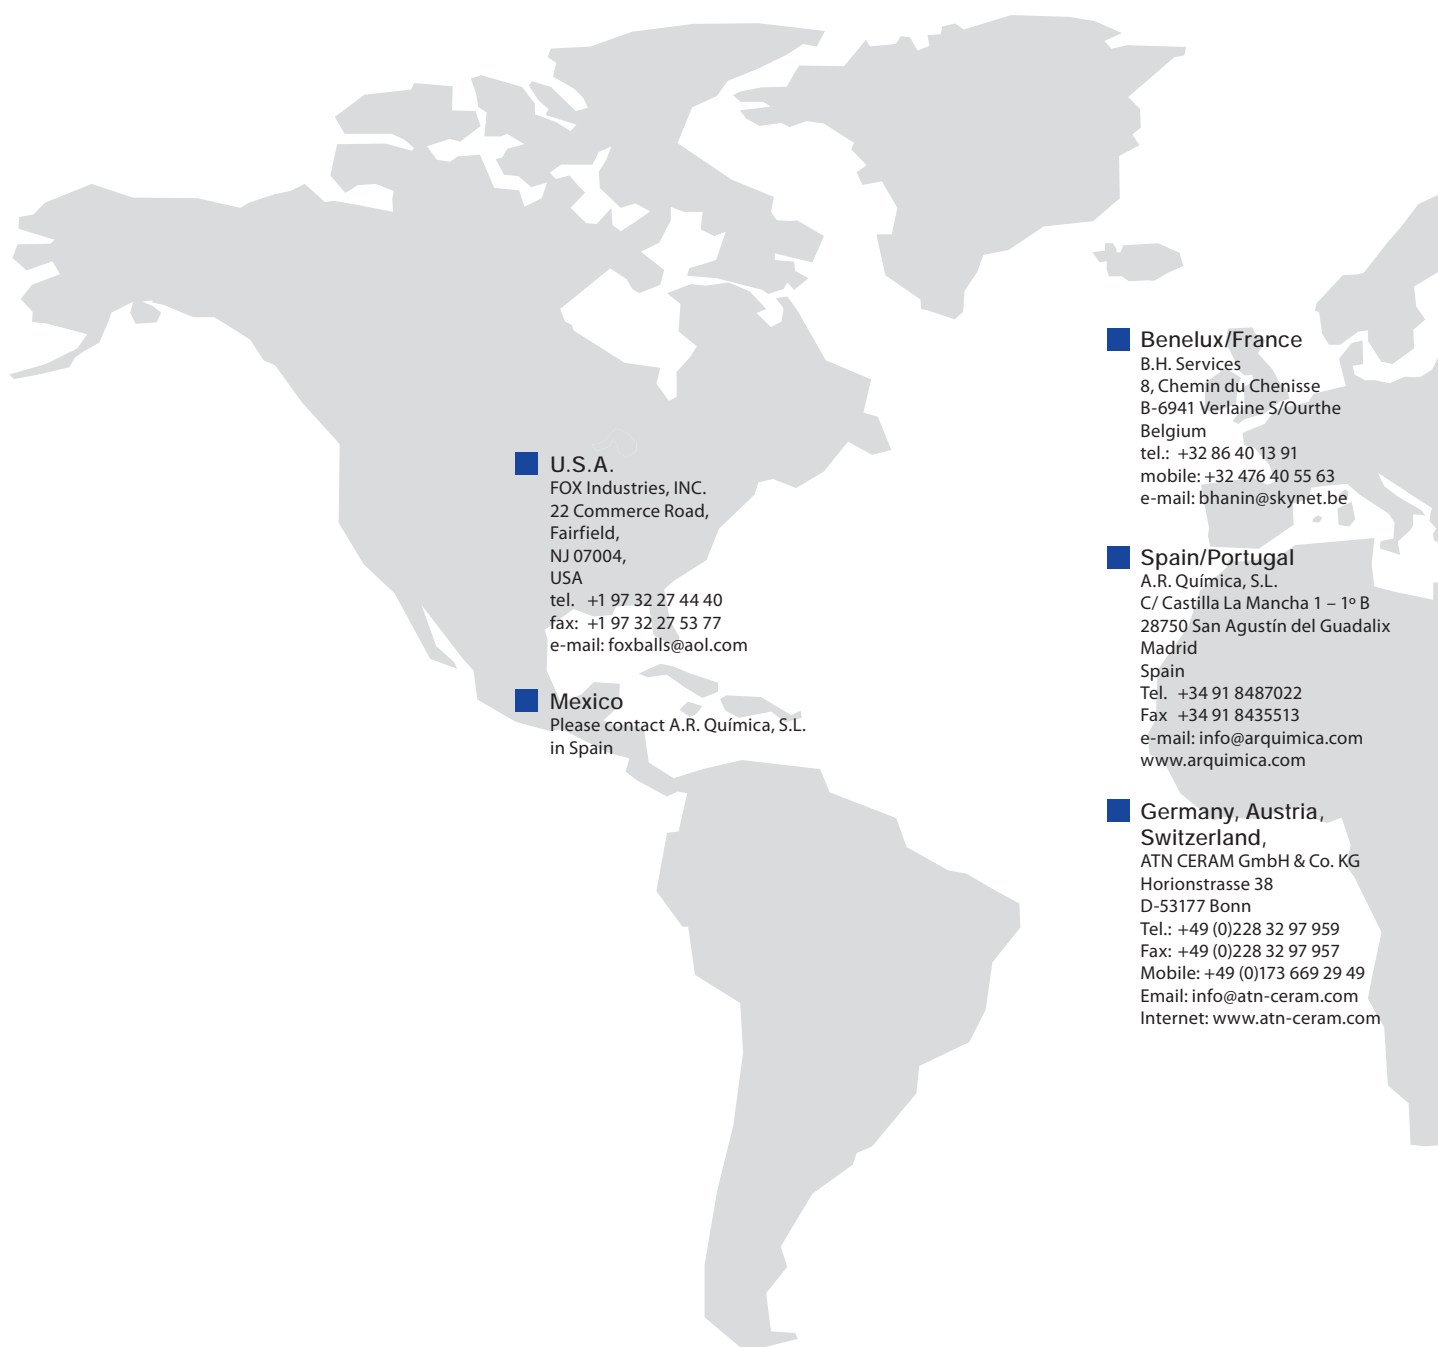 U.S.A.
FOX Industries, INC.
22 Commerce Road,
Fairfield,
NJ 07004,
USA
tel. +1 97 32 27 44 40
fax: +1 97 32 27 53 77
e-mail: foxballs@aol.com
Mexico
Please contact A.R. Química, S.L.
in Spain
Benelux/France
B.H. Services
8, Chemin du Chenisse
B-6941 Verlaine S/Ourthe
Belgium
tel.: +32 86 40 13 91
mobile: +32 476 40 55 63
e-mail: bhanin@skynet.be
Spain/Portugal
A.R. Química, S.L.
C/ Castilla La Mancha 1 – 1º B
28750 San Agustín del Guadalix
Madrid
Spain
Tel. +34 91 8487022
Fax +34 91 8435513
e-mail: info@arquimica.com
www.arquimica.com
Germany, Austria,
Switzerland,
ATN CERAM GmbH & Co. KG
Horionstrasse 38
D-53177 Bonn
Tel.: +49 (0)228 32 97 959
Fax: +49 (0)228 32 97 957
Mobile: +49 (0)173 669 29 49
Email: info@atn-ceram.com
Internet: www.atn-ceram.com